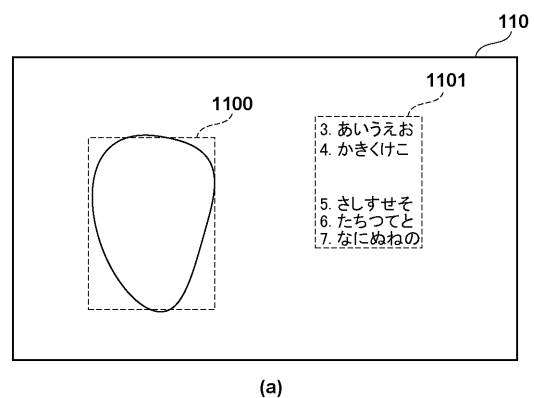 110
1100
1101
3. あいうえお
4. かきくけこ
5. さしすせそ
6. たちつてと
7. なにぬねの
(a)